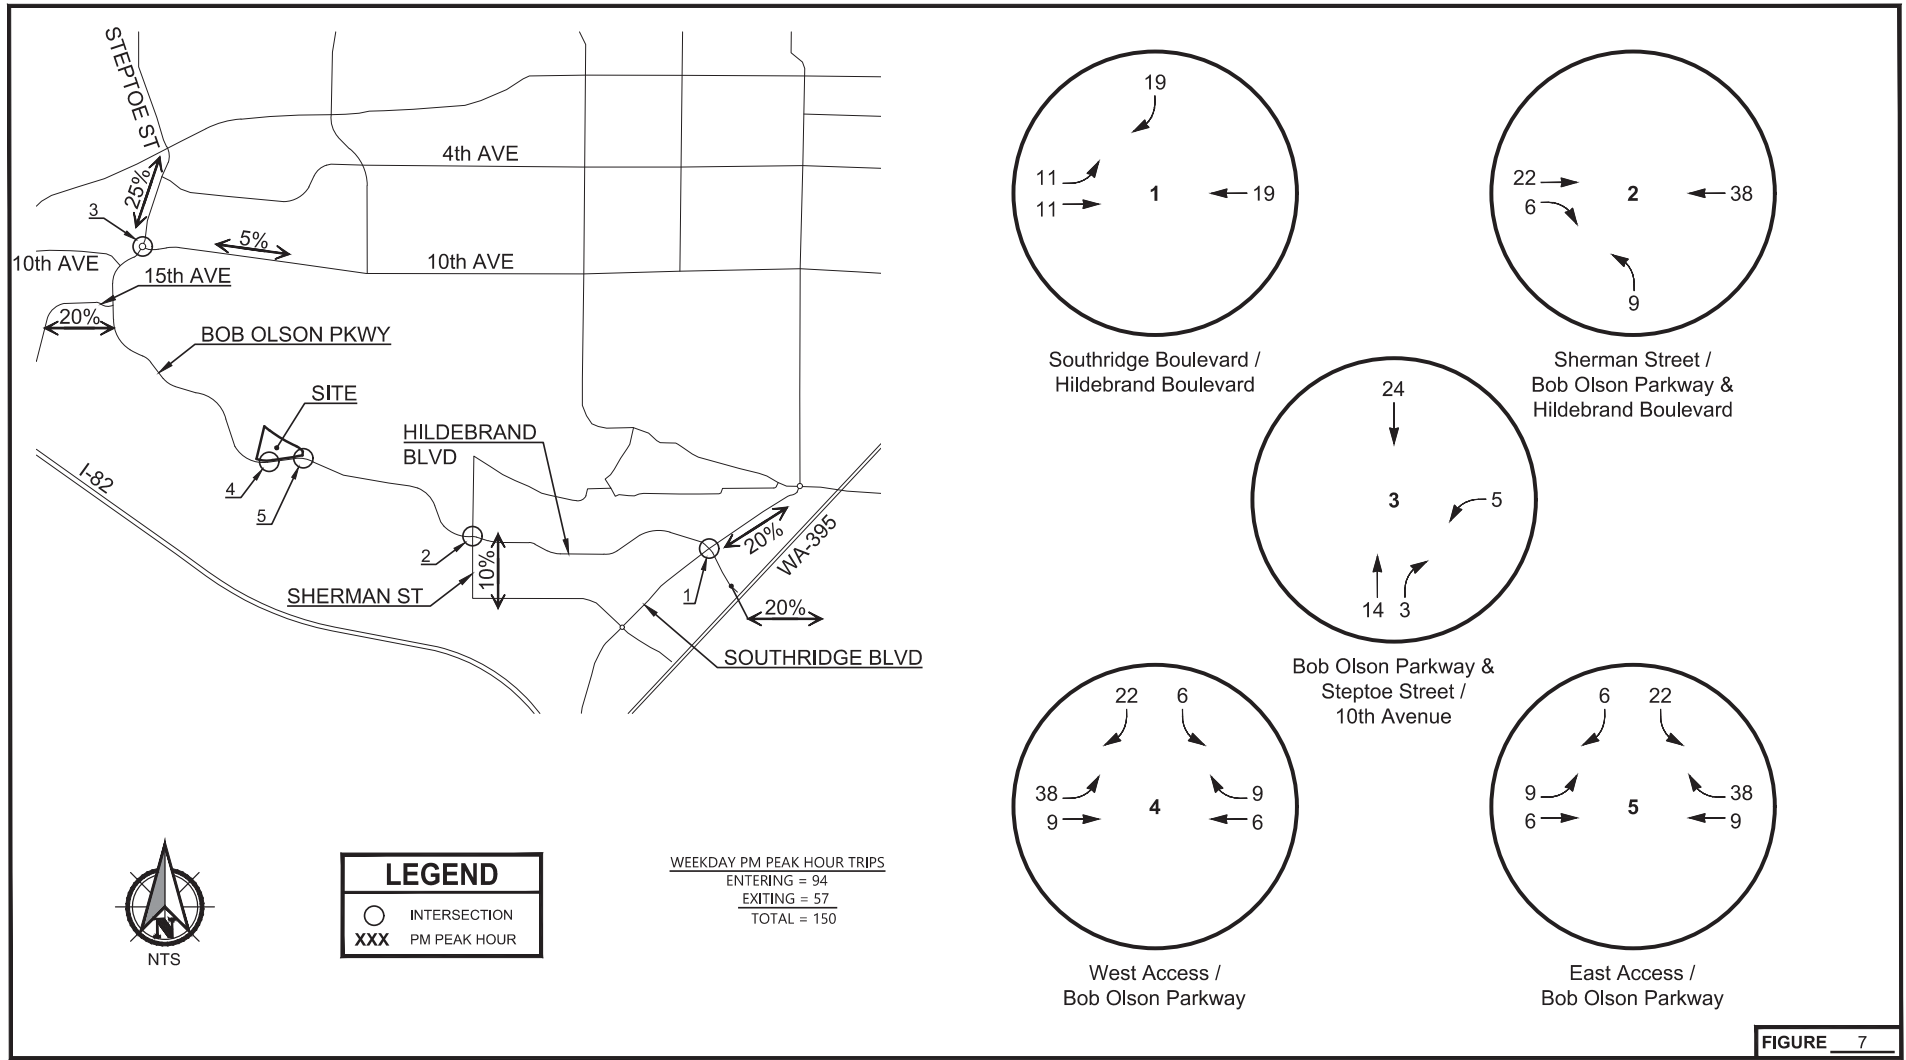 STEPTOE ST
25%
3
4th AVE
5%
10th AVE
10th AVE
15th AVE
20%
BOB OLSON PKWY
SITE
HILDEBRAND
BLVD
I-82
4
5
2
10%
SHERMAN ST
20%
WA-395
1
20%
SOUTHRIDGE BLVD
19
11
11
1
19
Southridge Boulevard /
Hildebrand Boulevard
22
6
2
38
9
Sherman Street /
Bob Olson Parkway &
Hildebrand Boulevard
24
3
5
14 3
Bob Olson Parkway &
Steptoe Street /
10th Avenue
22 6
38
9
4
9
6
West Access /
Bob Olson Parkway
6 22
9
6
5
38
9
East Access /
Bob Olson Parkway
N
NTS
LEGEND
INTERSECTION
XXX PM PEAK HOUR
WEEKDAY PM PEAK HOUR TRIPS
ENTERING = 94
EXITING = 57
TOTAL = 150
FIGURE 7